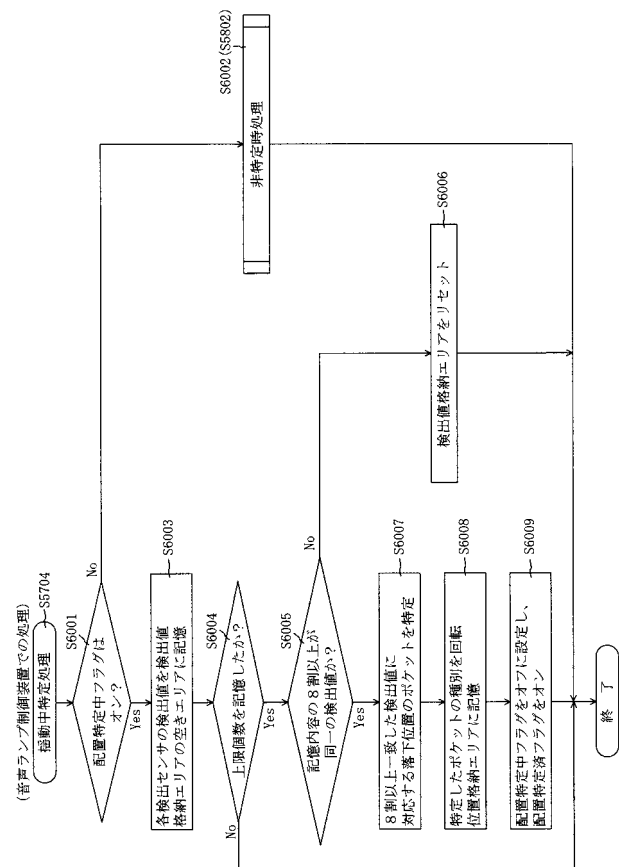 (音声ランプ制御装置での処理)
揺動中特定処理
S5704
S6001
配置特定中フラグは
オン?
No
Yes
S6002(S5802)
非特定時処理
S6003
各検出センサの検出値を検出値
格納エリアの空きエリアに記憶
S6004
上限個数を記憶したか?
No
Yes
S6005
記憶内容の8割以上が
同一の検出値か?
No
Yes
S6006
検出値格納エリアをリセット
S6007
8割以上一致した検出値に
対応する落下位置のポケットを特定
S6008
特定したポケットの種別を回転
位置格納エリアに記憶
S6009
配置特定中フラグをオフに設定し、
配置特定済フラグをオン
終 了